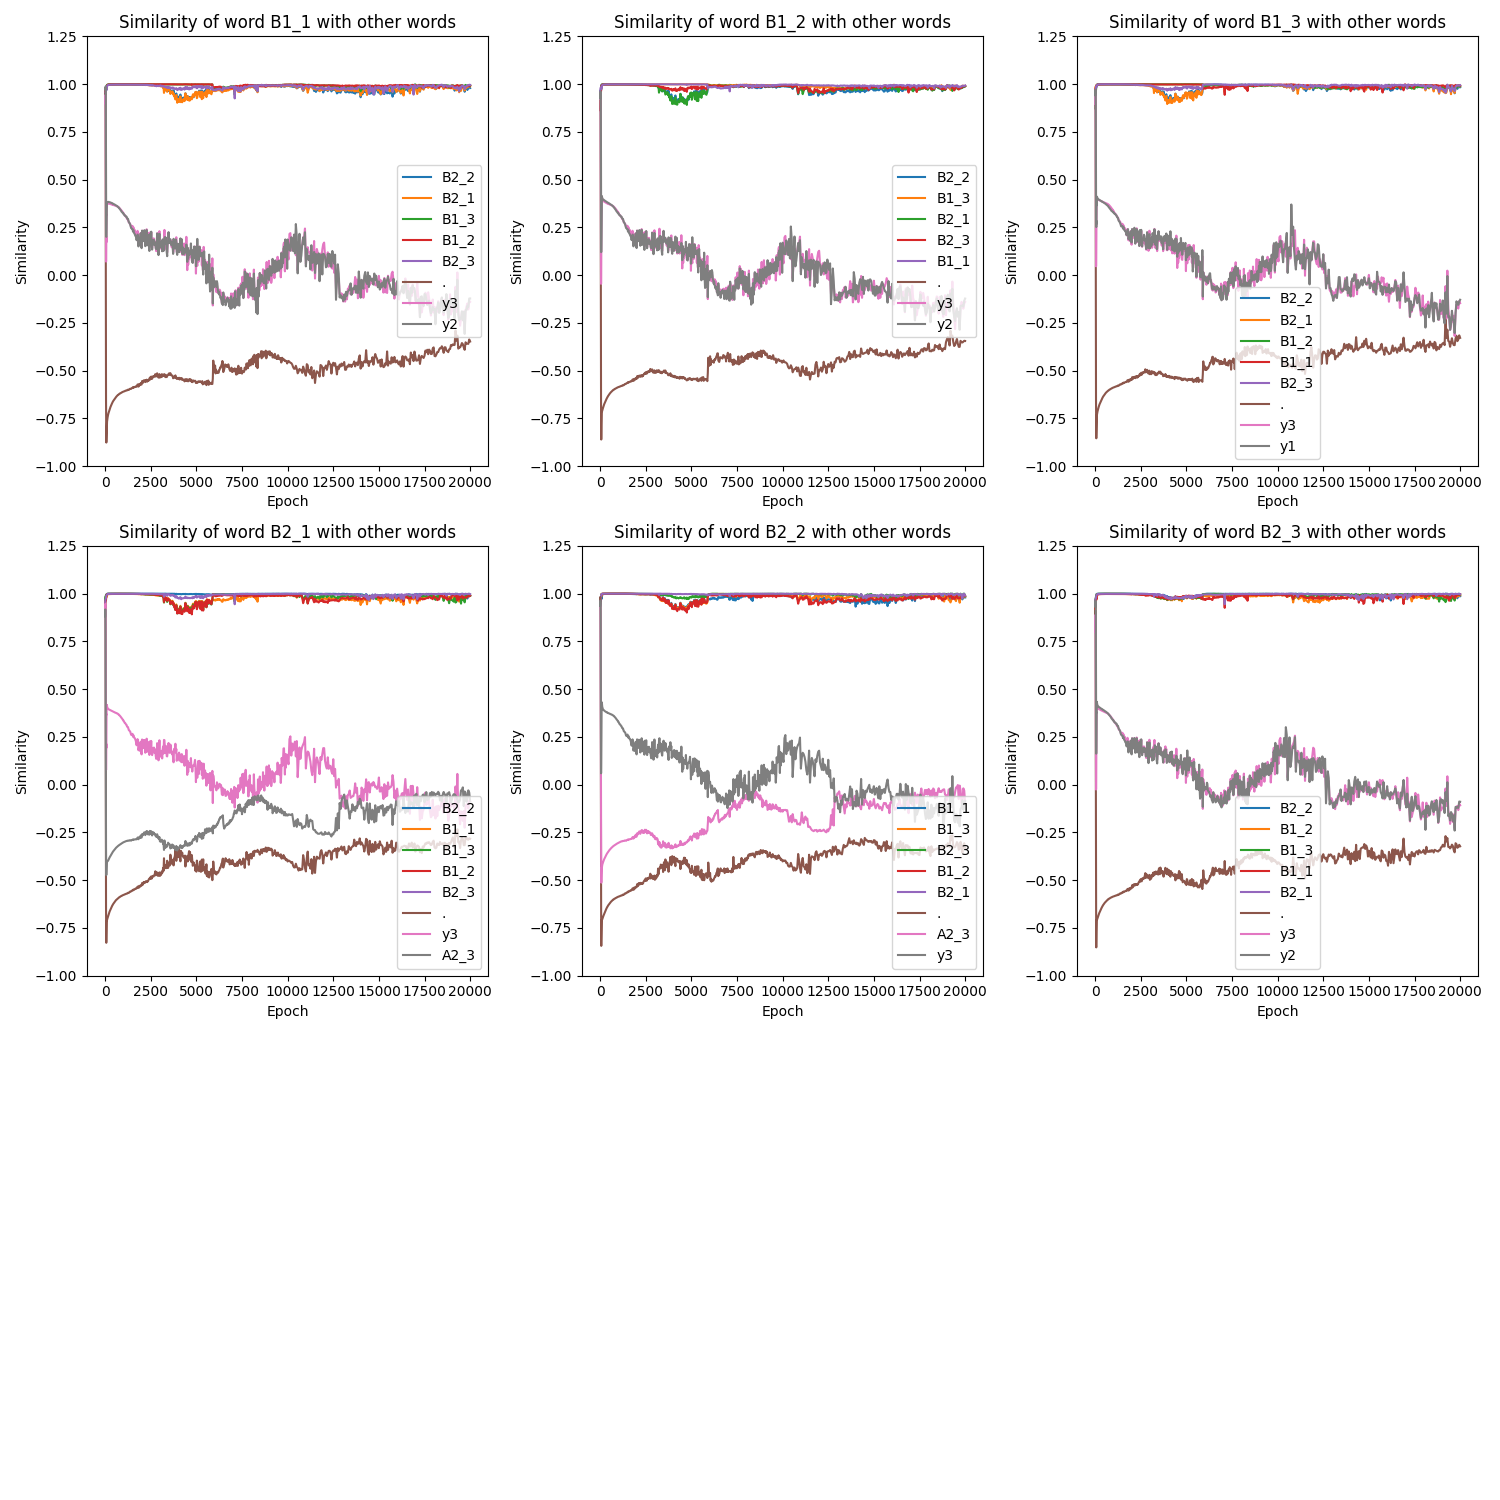 Similarity of word B1_1 with other words
1.25
1.00
0.75
0.50
0.25
0.00
−0.25
−0.50
−0.75
−1.00
Similarity
0 2500 5000 7500 10000 12500 15000 17500 20000
Epoch
B2_2
B2_1
B1_3
B1_2
B2_3
.
y3
y2
Similarity of word B1_2 with other words
1.25
1.00
0.75
0.50
0.25
0.00
−0.25
−0.50
−0.75
−1.00
Similarity
0 2500 5000 7500 10000 12500 15000 17500 20000
Epoch
B2_2
B1_3
B2_1
B2_3
B1_1
.
y3
y2
Similarity of word B1_3 with other words
1.25
1.00
0.75
0.50
0.25
0.00
−0.25
−0.50
−0.75
−1.00
Similarity
0 2500 5000 7500 10000 12500 15000 17500 20000
Epoch
B2_2
B2_1
B1_2
B1_1
B2_3
.
y3
y1
Similarity of word B2_1 with other words
1.25
1.00
0.75
0.50
0.25
0.00
−0.25
−0.50
−0.75
−1.00
Similarity
0 2500 5000 7500 10000 12500 15000 17500 20000
Epoch
B2_2
B1_1
B1_3
B1_2
B2_3
.
y3
A2_3
Similarity of word B2_2 with other words
1.25
1.00
0.75
0.50
0.25
0.00
−0.25
−0.50
−0.75
−1.00
Similarity
0 2500 5000 7500 10000 12500 15000 17500 20000
Epoch
B1_1
B1_3
B2_3
B1_2
B2_1
.
A2_3
y3
Similarity of word B2_3 with other words
1.25
1.00
0.75
0.50
0.25
0.00
−0.25
−0.50
−0.75
−1.00
Similarity
0 2500 5000 7500 10000 12500 15000 17500 20000
Epoch
B2_2
B1_2
B1_3
B1_1
B2_1
.
y3
y2